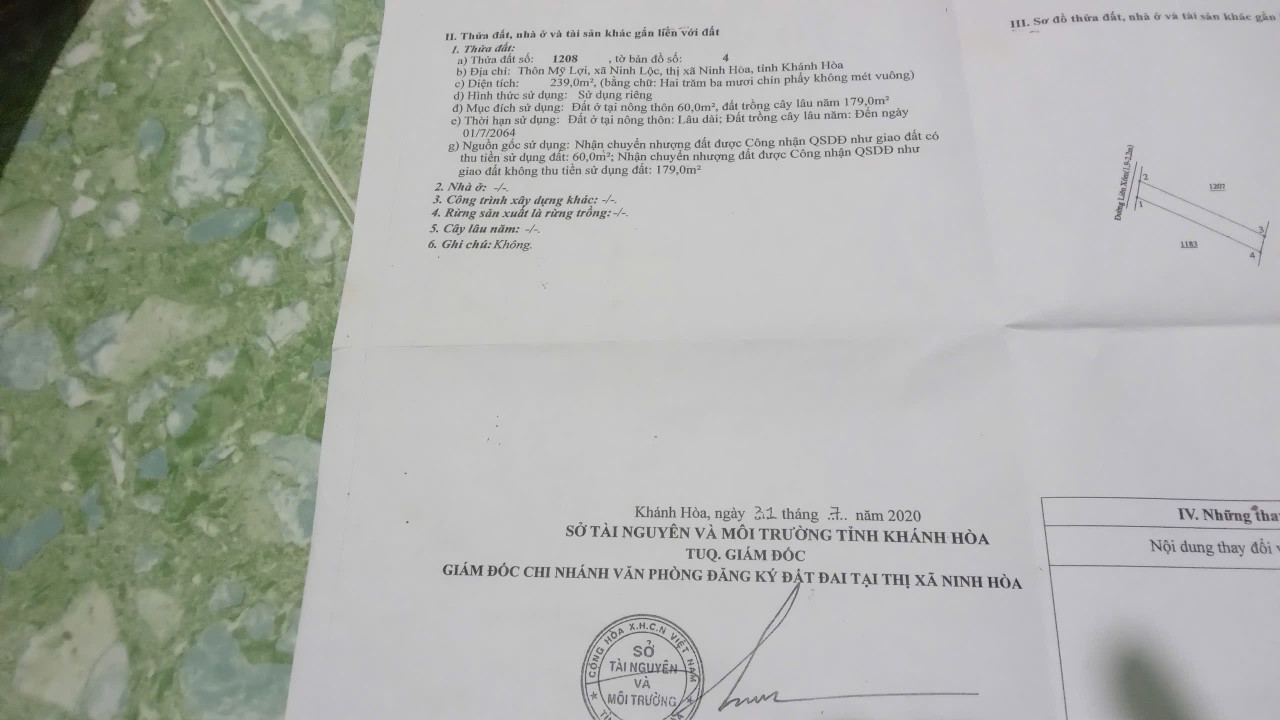 II. Thửa đất, nhà ở và tài sản khác gắn liền với đất
1. Thửa đất:
a) Thửa đất số: 1208 , tờ bản đồ số: 4
b) Địa chỉ: Thôn Mỹ Lợi, xã Ninh Lộc, thị xã Ninh Hòa, tỉnh Khánh Hòa
c) Diện tích: 239,0m², (bằng chữ: Hai trăm ba mươi chín phẩy không mét vuông)
d) Hình thức sử dụng: Sử dụng riêng
đ) Mục đích sử dụng: Đất ở tại nông thôn 60,0m², đất trồng cây lâu năm 179,0m²
e) Thời hạn sử dụng: Đất ở tại nông thôn: Lâu dài; Đất trồng cây lâu năm: Đến ngày
01/7/2064
g) Nguồn gốc sử dụng: Nhận chuyển nhượng đất được Công nhận QSDĐ như giao đất có
thu tiền sử dụng đất: 60,0m²; Nhận chuyển nhượng đất được Công nhận QSDĐ như
giao đất không thu tiền sử dụng đất: 179,0m²
2. Nhà ở: -/-.
3. Công trình xây dựng khác: -/-.
4. Rừng sản xuất là rừng trồng: -/-.
5. Cây lâu năm: -/-.
6. Ghi chú: Không.
III. Sơ đồ thửa đất, nhà ở và tài sản khác gắn
Đường Liên Xóm(1,9-2,2m)
2
1207
1
3
1183
4
Khánh Hòa, ngày 31 tháng .7.. năm 2020
SỞ TÀI NGUYÊN VÀ MÔI TRƯỜNG TỈNH KHÁNH HÒA
TUQ. GIÁM ĐỐC
GIÁM ĐỐC CHI NHÁNH VĂN PHÒNG ĐĂNG KÝ ĐẤT ĐAI TẠI THỊ XÃ NINH HÒA
CỘNG HÒA X.H.C.N VIỆT NAM
SỞ
TÀI NGUYÊN
VÀ
MÔI TRƯỜNG
IV. Những tha
Nội dung thay đổi v